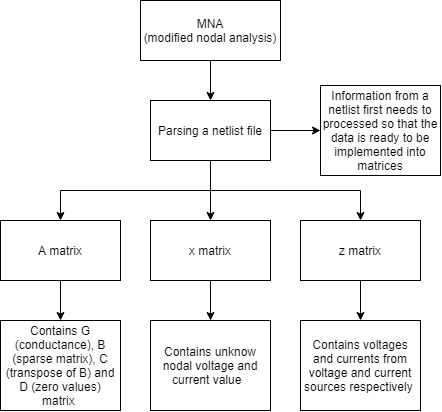 MNA
(modified nodal analysis)
Parsing a netlist file
Information from a
netlist first needs to
processed so that the
data is ready to be
implemented into
matrices
A matrix
x matrix
z matrix
Contains G
(conductance), B
(sparse matrix), C
(transpose of B) and
D (zero values)
matrix
Contains unknow
nodal voltage and
current value
Contains voltages
and currents from
voltage and current
sources respectively